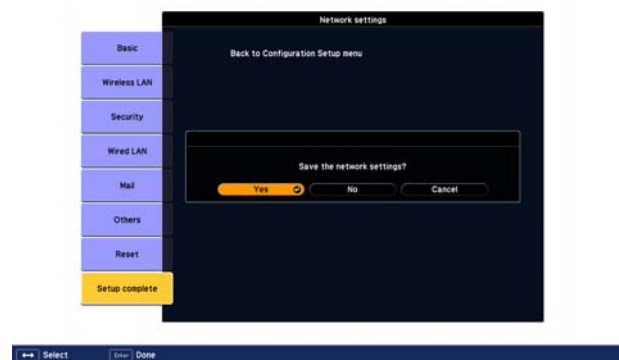 Network settings
Basic
Back to Configuration Setup menu
Wireless LAN
Security
Wired LAN
Save the network settings?
Mail
Yes No Cancel
Others
Reset
Setup complete
Select Enter Done